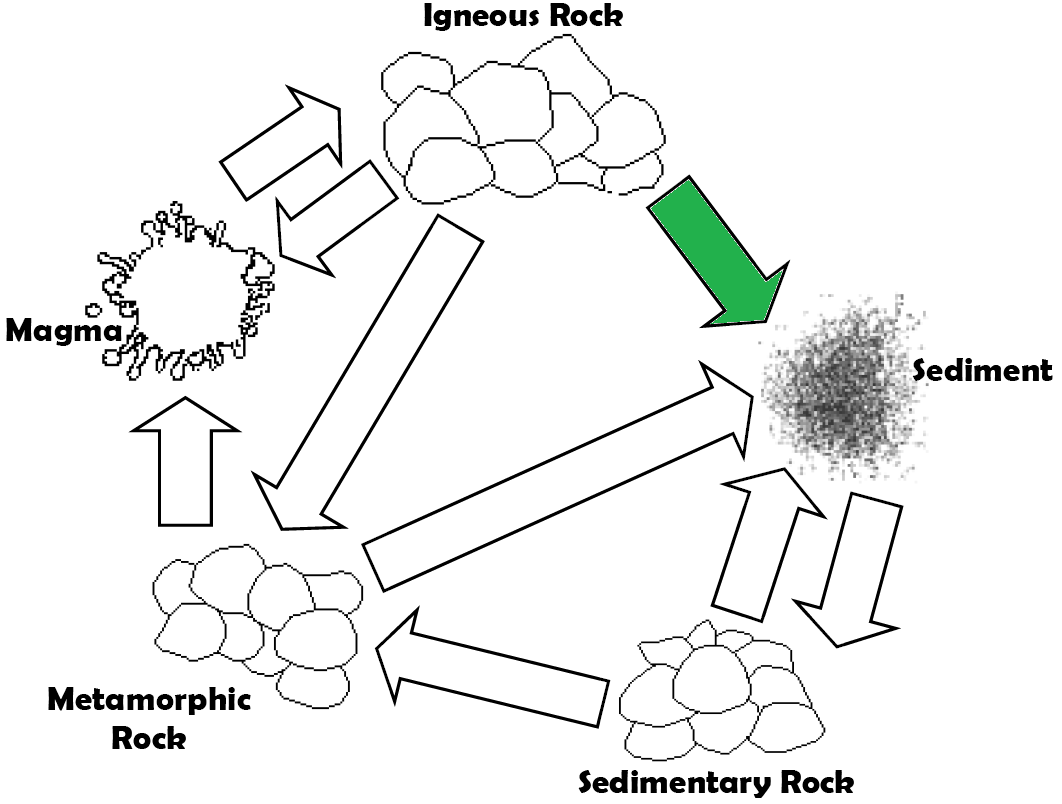 Igneous Rock
Magma
Sediment
Metamorphic
Rock
Sedimentary Rock